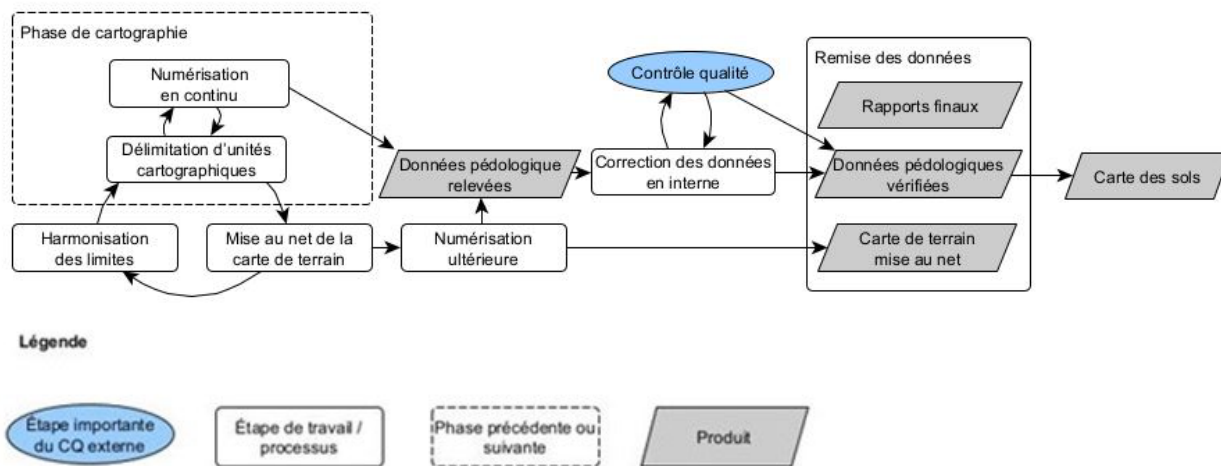 Phase de cartographie
Numérisation
en continu
Délimitation d'unités
cartographiques
Harmonisation
des limites
Mise au net de la
carte de terrain
Données pédologique
relevées
Numérisation
ultérieure
Contrôle qualité
Correction des données
en interne
Remise des données
Rapports finaux
Données pédologiques
vérifiées
Carte de terrain
mise au net
Carte des sols
Légende
Étape importante
du CQ externe
Étape de travail /
processus
Phase précédente ou
suivante
Produit